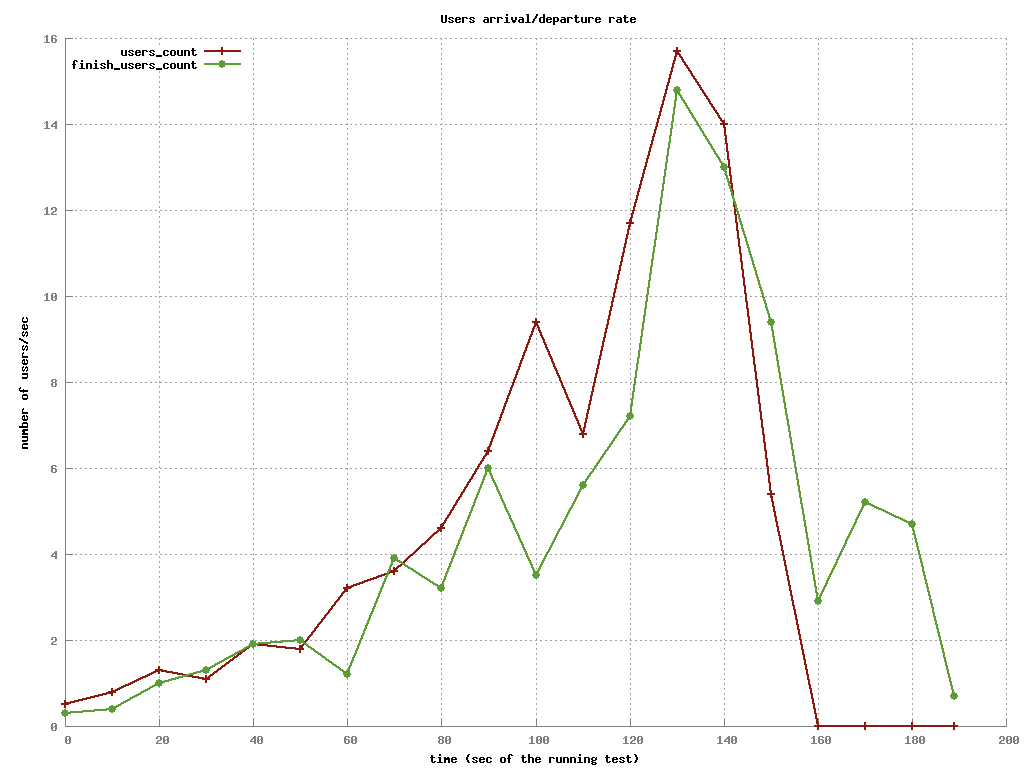 Users arrival/departure rate
users_count
finish_users_count
16
14
12
10
8
6
4
2
0
number of users/sec
0 20 40 60 80 100 120 140 160 180 200
time (sec of the running test)